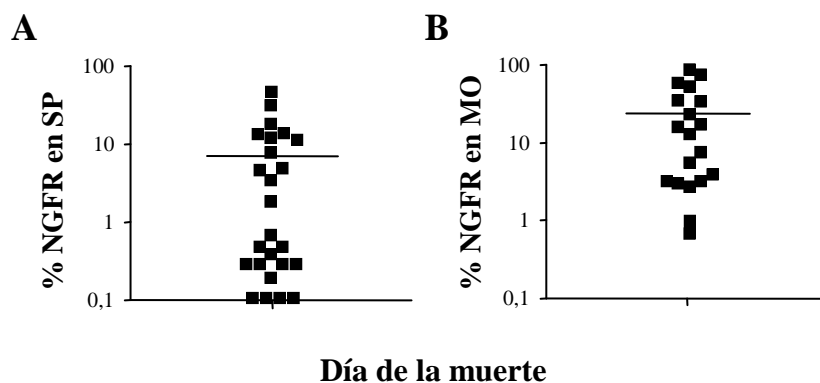 A
% NGFR en SP
100
10
1
0,1
B
% NGFR en MO
100
10
1
0,1
Día de la muerte